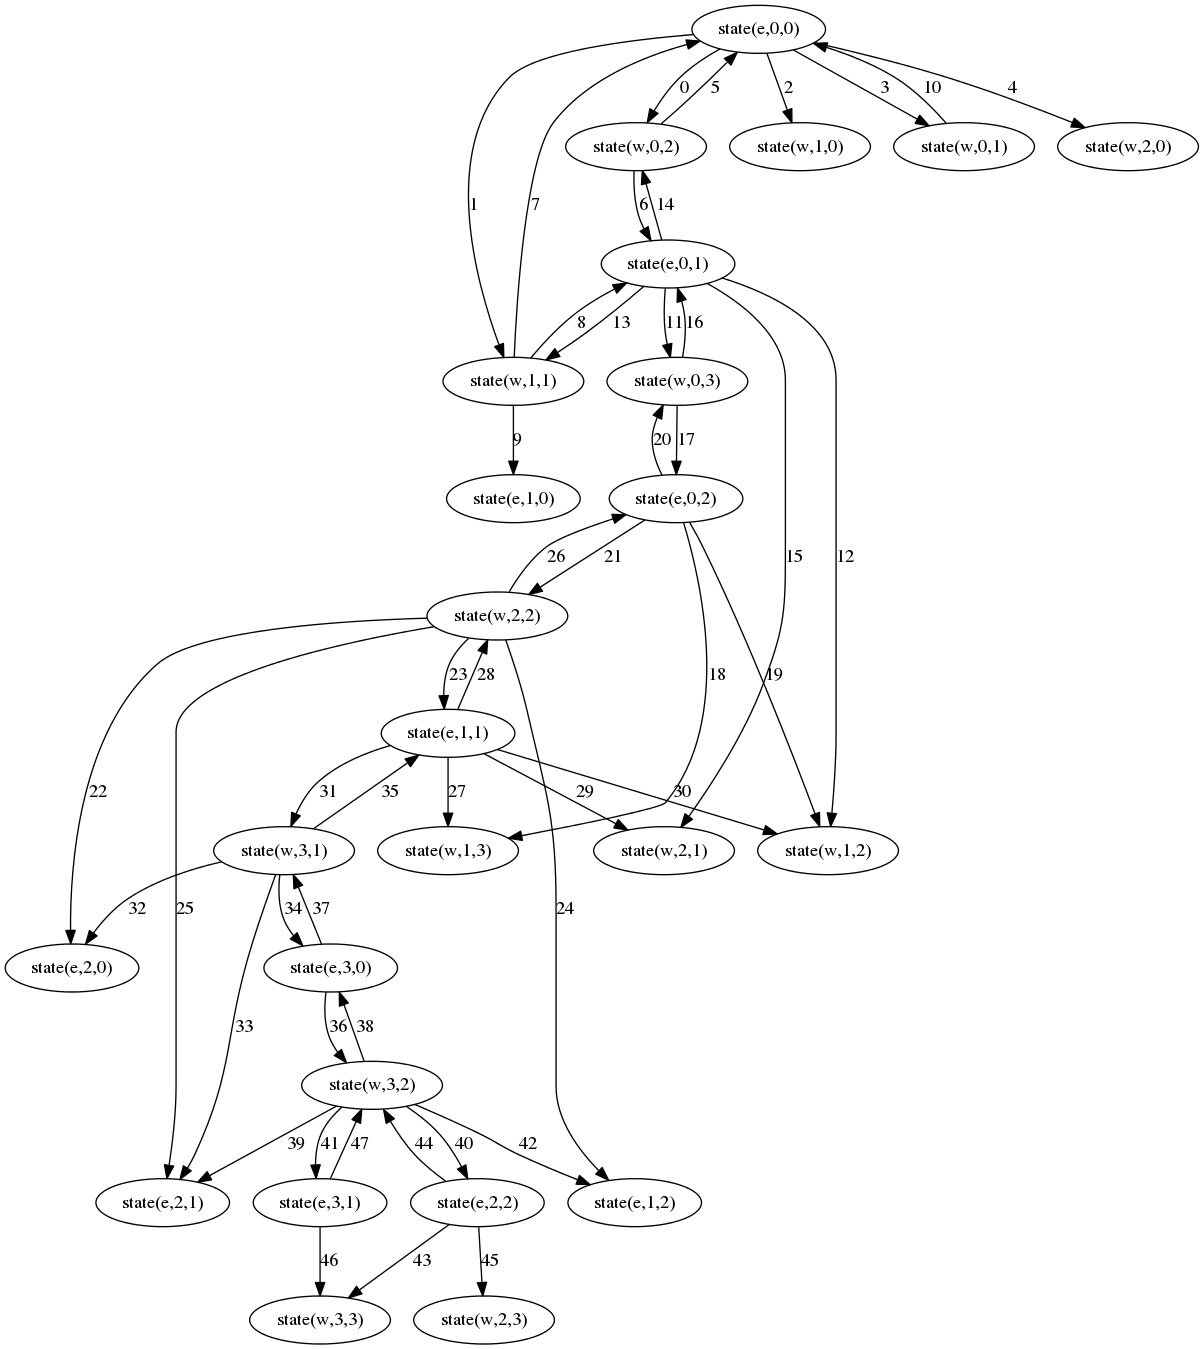 state(e,0,0)
0
5
2
3
10
4
state(w,0,2)
state(w,1,0)
state(w,0,1)
state(w,2,0)
1
7
6
14
state(e,0,1)
8
13
11
16
state(w,1,1)
state(w,0,3)
9
20
17
state(e,1,0)
state(e,0,2)
26
21
15
12
state(w,2,2)
23
28
18
19
state(e,1,1)
22
31
35
27
29
30
state(w,3,1)
state(w,1,3)
state(w,2,1)
state(w,1,2)
32
25
34
37
24
state(e,2,0)
state(e,3,0)
33
36
38
state(w,3,2)
39
41
47
44
40
42
state(e,2,1)
state(e,3,1)
state(e,2,2)
state(e,1,2)
46
43
45
state(w,3,3)
state(w,2,3)